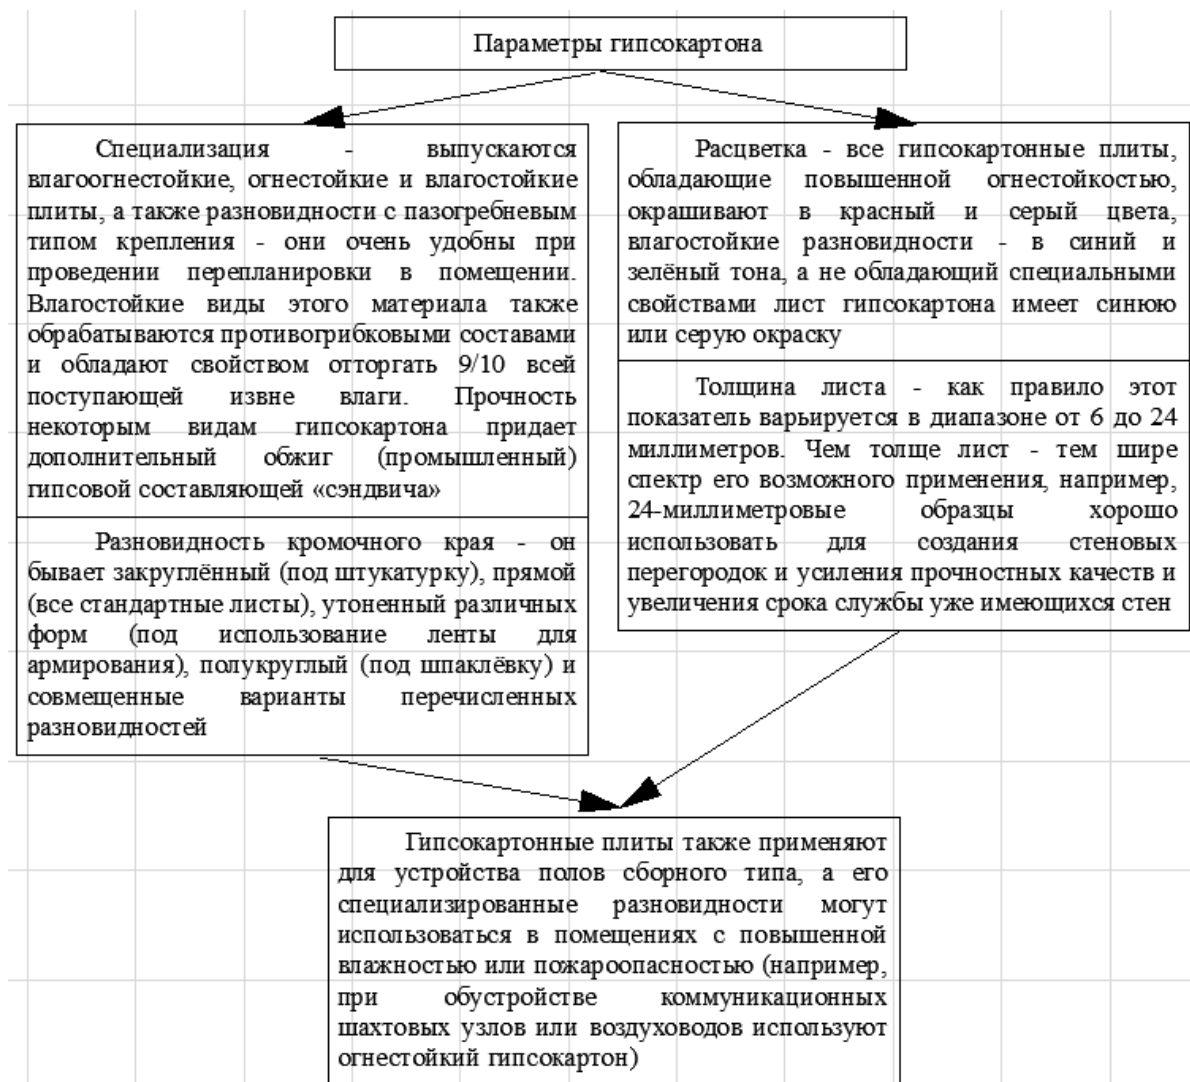 Параметры гипсокартона
Специализация - выпускаются
влагоогнестойкие, огнестойкие и влагостойкие
плиты, а также разновидности с пазогребневым
типом крепления - они очень удобны при
проведении перепланировки в помещении.
Влагостойкие виды этого материала также
обрабатываются противогрибковыми составами
и обладают свойством отторгать 9/10 всей
поступающей извне влаги. Прочность
некоторым видам гипсокартона придает
дополнительный обжиг (промышленный)
гипсовой составляющей «сэндвича»
Разновидность кромочного края - он
бывает закруглённый (под штукатурку), прямой
(все стандартные листы), утоненный различных
форм (под использование ленты для
армирования), полукруглый (под шпаклёвку) и
совмещенные варианты перечисленных
разновидностей
Расцветка - все гипсокартонные плиты,
обладающие повышенной огнестойкостью,
окрашивают в красный и серый цвета,
влагостойкие разновидности - в синий и
зелёный тона, а не обладающий специальными
свойствами лист гипсокартона имеет синюю
или серую окраску
Толщина листа - как правило этот
показатель варьируется в диапазоне от 6 до 24
миллиметров. Чем толще лист - тем шире
спектр его возможного применения, например,
24-миллиметровые образцы хорошо
использовать для создания стеновых
перегородок и усиления прочностных качеств и
увеличения срока службы уже имеющихся стен
Гипсокартонные плиты также применяют
для устройства полов сборного типа, а его
специализированные разновидности могут
использоваться в помещениях с повышенной
влажностью или пожароопасностью (например,
при обустройстве коммуникационных
шахтовых узлов или воздуховодов используют
огнестойкий гипсокартон)